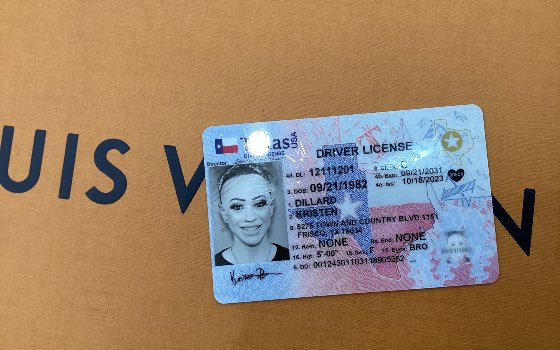 UIS V N
Texas USA
DRIVER LICENSE
Director
4d. DL: 12111201 9. Class: C
4b. Exp: 09/21/2031
3. DOB: 09/21/1982 4a. Iss: 10/18/2023
1. DILLARD
2. KRISTEN
8. 5275 TOWN AND COUNTRY BLVD 1151
FRISCO, TX 75034
12. Rest: NONE 9a. End: NONE
16. Hgt: 5'-00" 15. Sex: F 18. Eyes: BRO
5. DD: